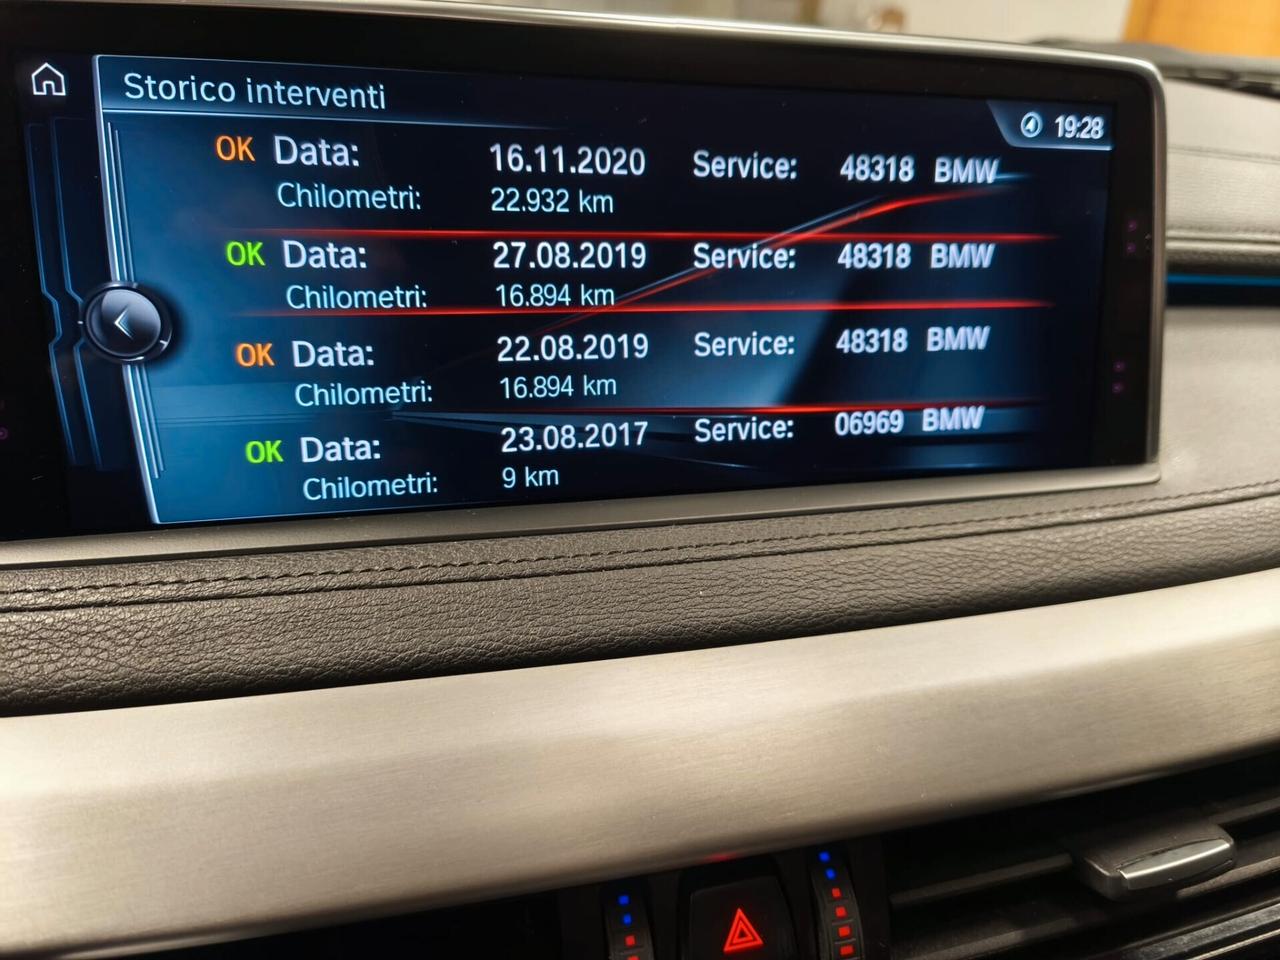 Storico interventi
19:28
OK Data: 16.11.2020 Service: 48318 BMW
Chilometri: 22.932 km
OK Data: 27.08.2019 Service: 48318 BMW
Chilometri: 16.894 km
OK Data: 22.08.2019 Service: 48318 BMW
Chilometri: 16.894 km
OK Data: 23.08.2017 Service: 06969 BMW
Chilometri: 9 km